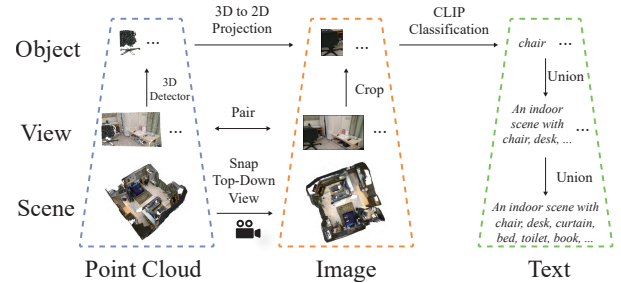 Object
View
Scene
3D to 2D
Projection
CLIP
Classification
...
3D
Detector
...
Pair
Snap
Top-Down
View
...
Crop
...
chair ...
Union
An indoor
scene with
chair, desk, ...
...
Union
An indoor scene with
chair, desk, curtain,
bed, toilet, book, ...
Point Cloud
Image
Text